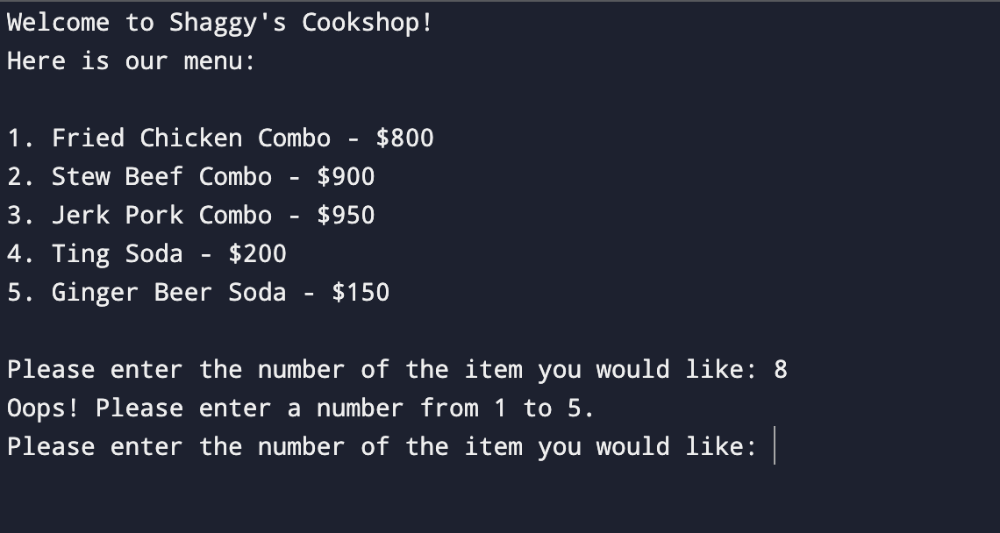 Welcome to Shaggy's Cookshop!
Here is our menu:
1. Fried Chicken Combo - $800
2. Stew Beef Combo - $900
3. Jerk Pork Combo - $950
4. Ting Soda - $200
5. Ginger Beer Soda - $150
Please enter the number of the item you would like: 8
Oops! Please enter a number from 1 to 5.
Please enter the number of the item you would like: